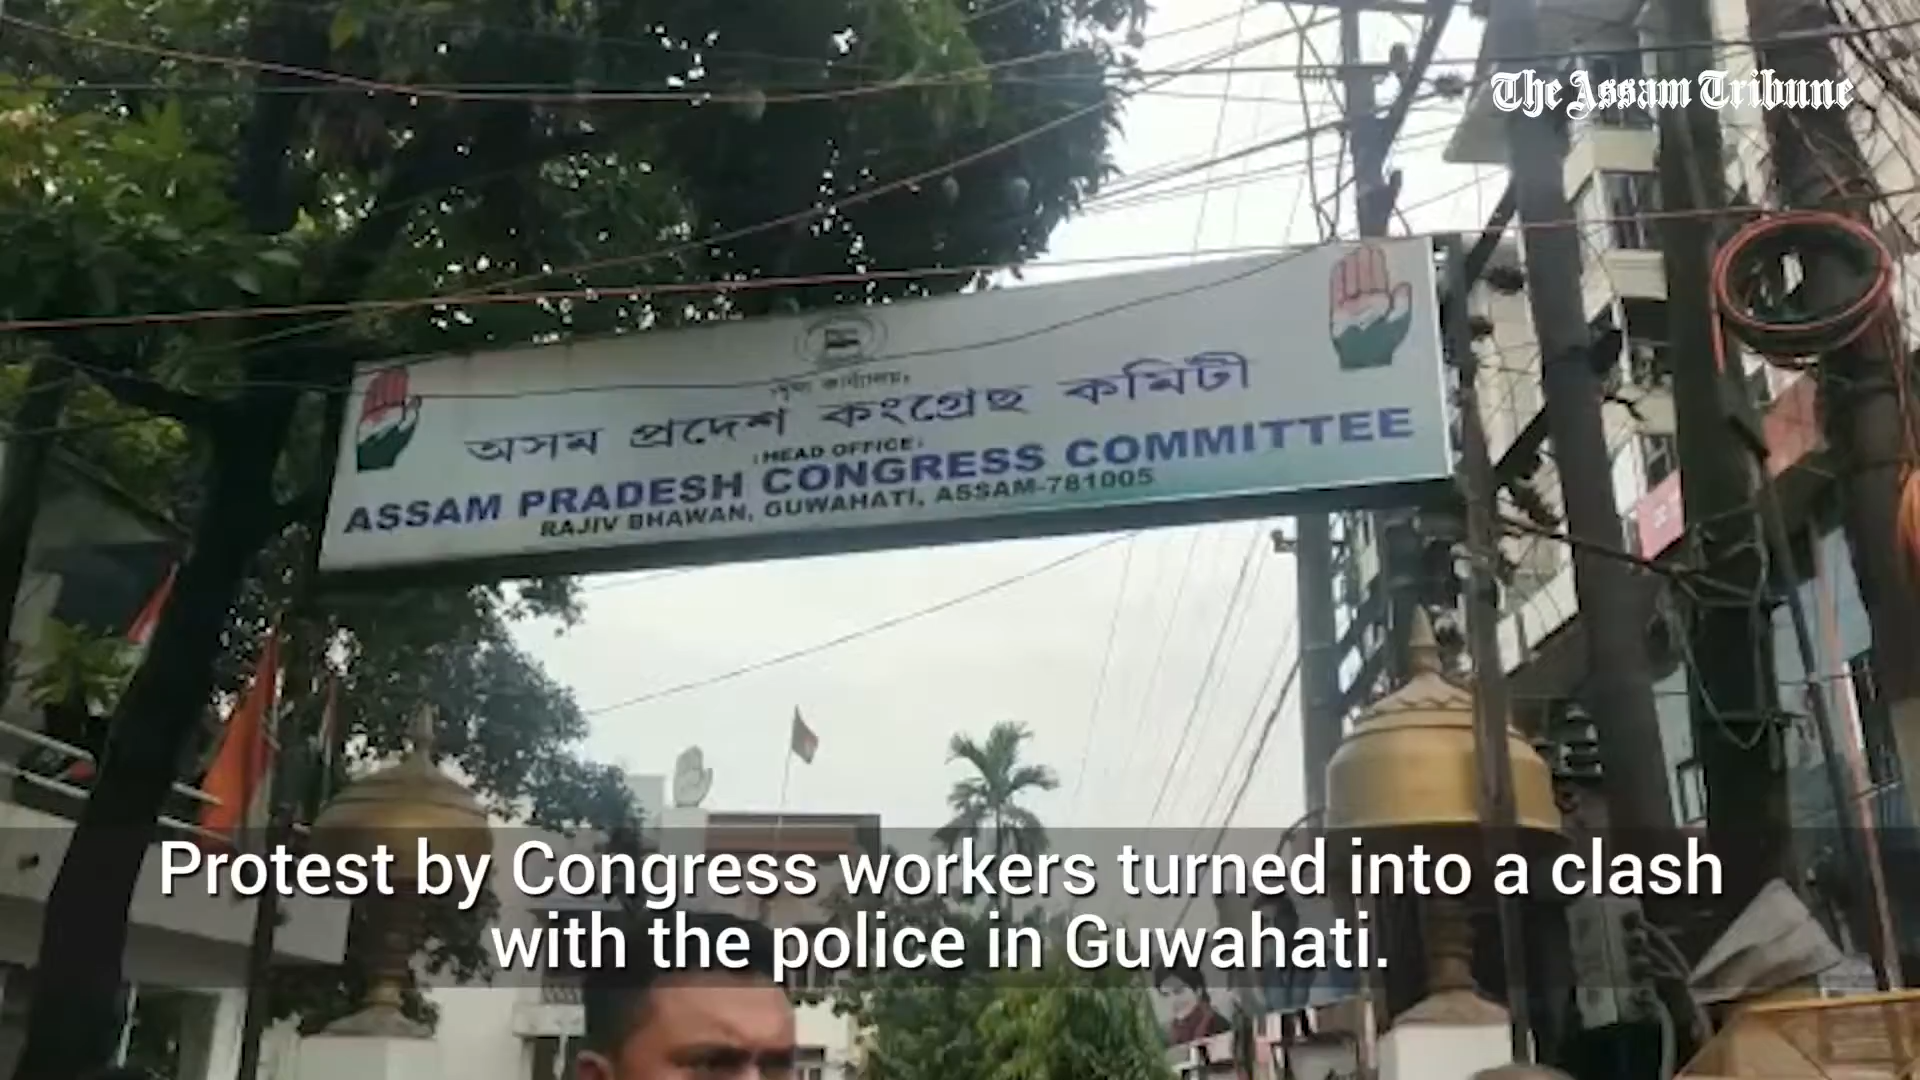 The Assam Tribune
মুখ্য কাৰ্য্যালয়:
অসম প্ৰদেশ কংগ্ৰেছ কমিটী
:HEAD OFFICE:
ASSAM PRADESH CONGRESS COMMITTEE
RAJIV BHAWAN, GUWAHATI, ASSAM-781005
Protest by Congress workers turned into a clash
with the police in Guwahati.